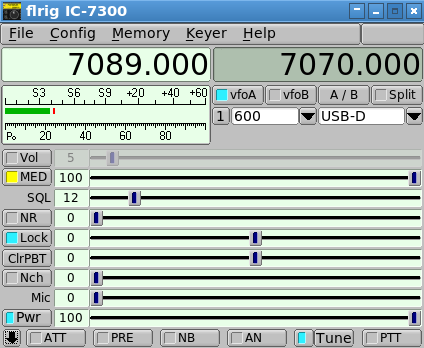 flrig IC-7300
File Config Memory Keyer Help
7089.000 7070.000
S3 S6 S9 +20 +40 +60
Po 20 40 60 80 100
vfoA vfoB A / B Split
1 600 USB-D
Vol 5
MED 100
SQL 12
NR 0
Lock 0
ClrPBT 0
Nch 0
Mic 0
Pwr 100
ATT PRE NB AN Tune PTT